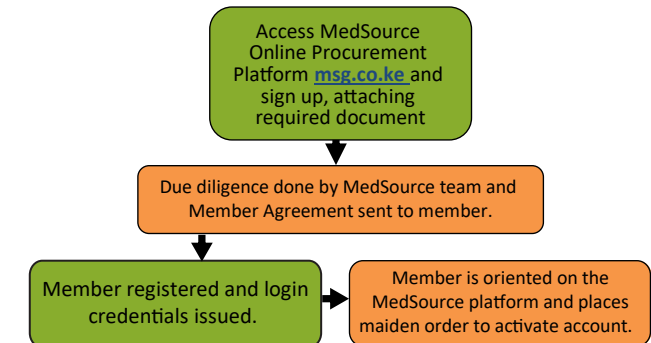 Access MedSource
Online Procurement
Platform msg.co.ke and
sign up, attaching
required document
Due diligence done by MedSource team and
Member Agreement sent to member.
Member registered and login
credentials issued.
Member is oriented on the
MedSource platform and places
maiden order to activate account.